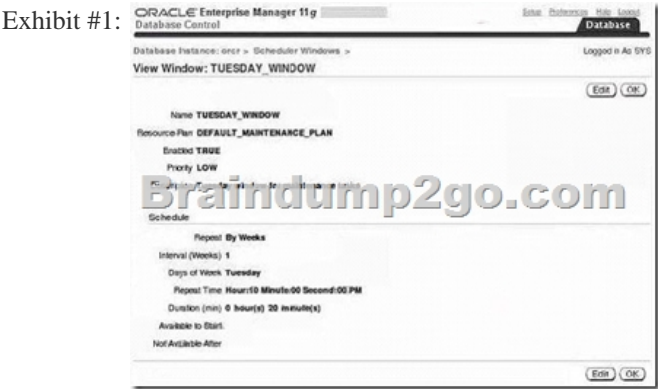 Exhibit #1:
ORACLE Enterprise Manager 11g
Database Control
Setup Preferences Help Logout
Database
Database Instance: orcr > Scheduler Windows >
Logged in As SYS
View Window: TUESDAY_WINDOW
Edit OK
Name TUESDAY_WINDOW
Resource Plan DEFAULT_MAINTENANCE_PLAN
Enabled TRUE
Priority LOW
Braindump2go.com
Schedule
Repeat By Weeks
Interval (Weeks) 1
Days of Week Tuesday
Repeat Time Hour:10 Minute:00 Second:00 PM
Duration (min) 0 hour(s) 20 minute(s)
Available to Start.
Not Available After
Edit OK